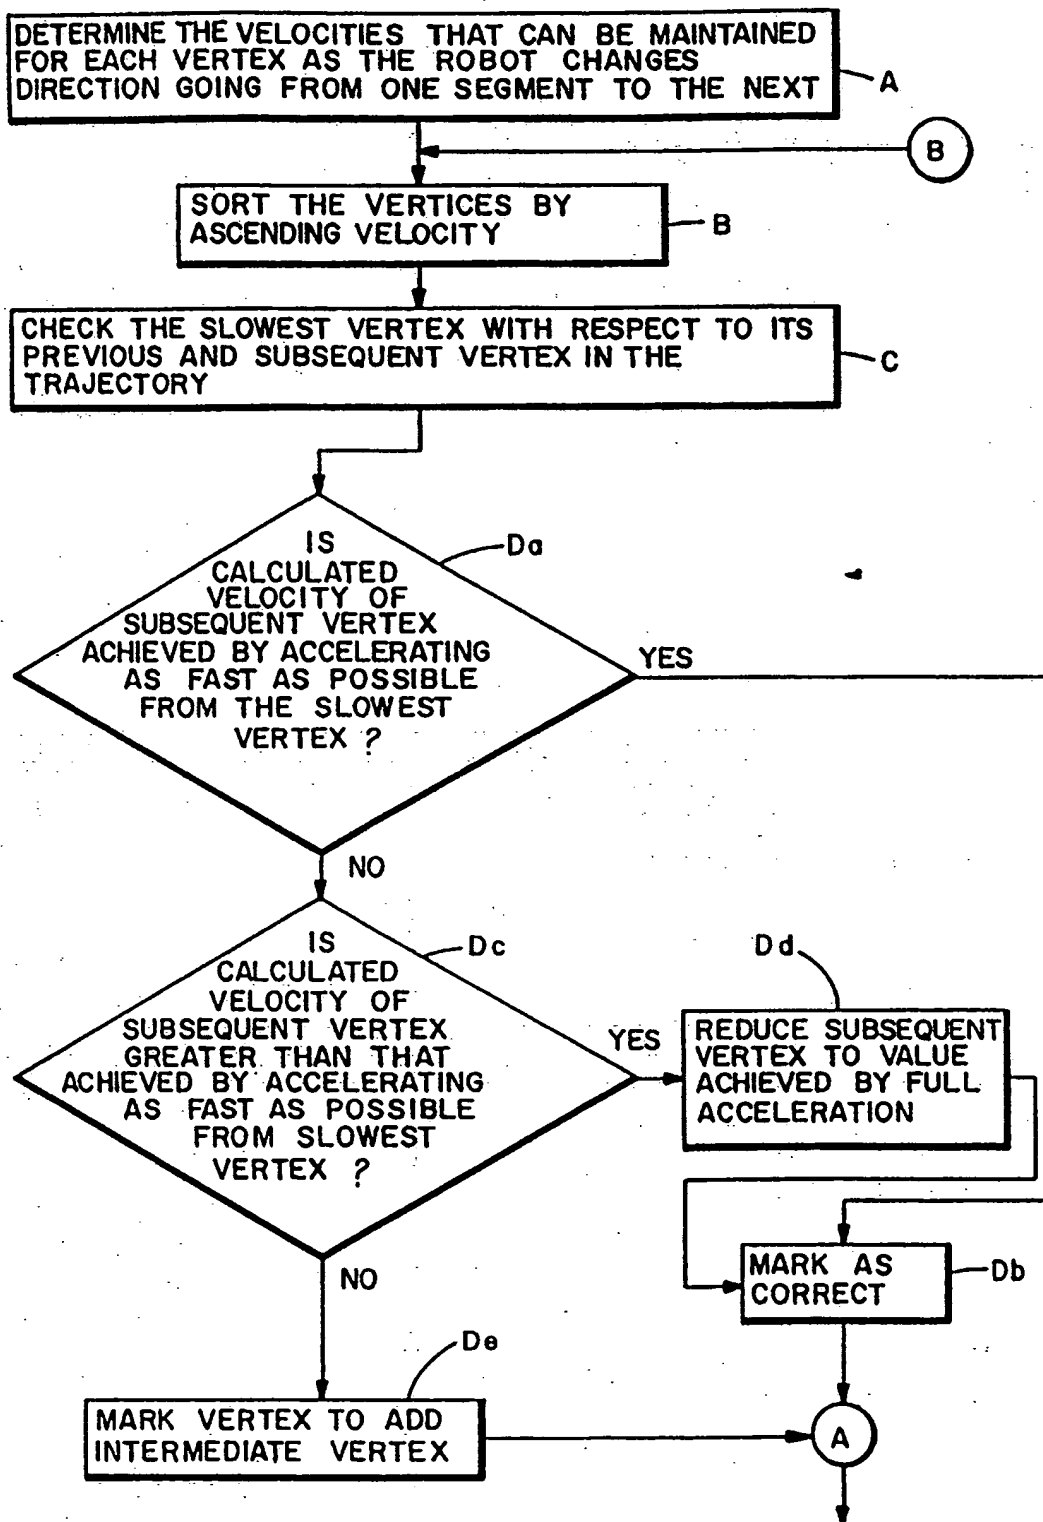 DETERMINE THE VELOCITIES THAT CAN BE MAINTAINED
FOR EACH VERTEX AS THE ROBOT CHANGES
DIRECTION GOING FROM ONE SEGMENT TO THE NEXT
A
B
SORT THE VERTICES BY
ASCENDING VELOCITY
B
CHECK THE SLOWEST VERTEX WITH RESPECT TO ITS
PREVIOUS AND SUBSEQUENT VERTEX IN THE
TRAJECTORY
C
IS
CALCULATED
VELOCITY OF
SUBSEQUENT VERTEX
ACHIEVED BY ACCELERATING
AS FAST AS POSSIBLE
FROM THE SLOWEST
VERTEX ?
Da
YES
NO
IS
CALCULATED
VELOCITY OF
SUBSEQUENT VERTEX
GREATER THAN THAT
ACHIEVED BY ACCELERATING
AS FAST AS POSSIBLE
FROM SLOWEST
VERTEX ?
Dc
YES
Dd
REDUCE SUBSEQUENT
VERTEX TO VALUE
ACHIEVED BY FULL
ACCELERATION
MARK AS
CORRECT
Db
NO
De
MARK VERTEX TO ADD
INTERMEDIATE VERTEX
A